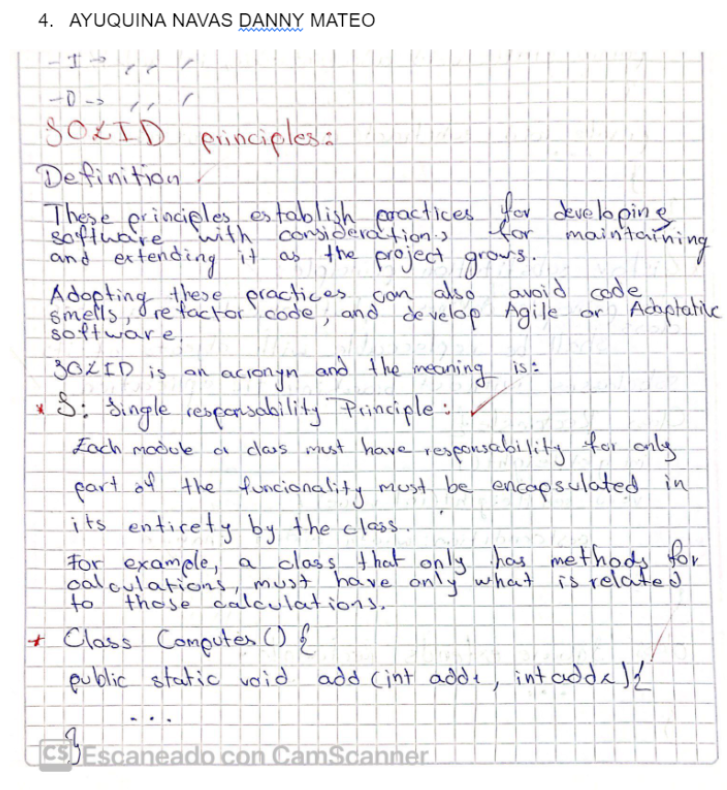 4. AYUQUINA NAVAS DANNY MATEO
- I → ,, ,
- D -> ,, ,
SOLID principles:
Definition
These principles establish practices for developing
software with considerations for maintaining
and extending it as the project grows.
Adopting these practices can also avoid code
smells, refactor code, and develop Agile or Adaptative
software.
SOLID is an acronyn and the meaning is:
* S: Single responsability Principle:
Each module or class must have responsability for only
part of the funcionality must be encapsulated in
its entirety by the class.
For example, a class that only has methods for
calculations, must have only what is related
to those calculations.
+ Class Computer () {
public static void add (int add1, int add2) {
...
}
CS Escaneado con CamScanner